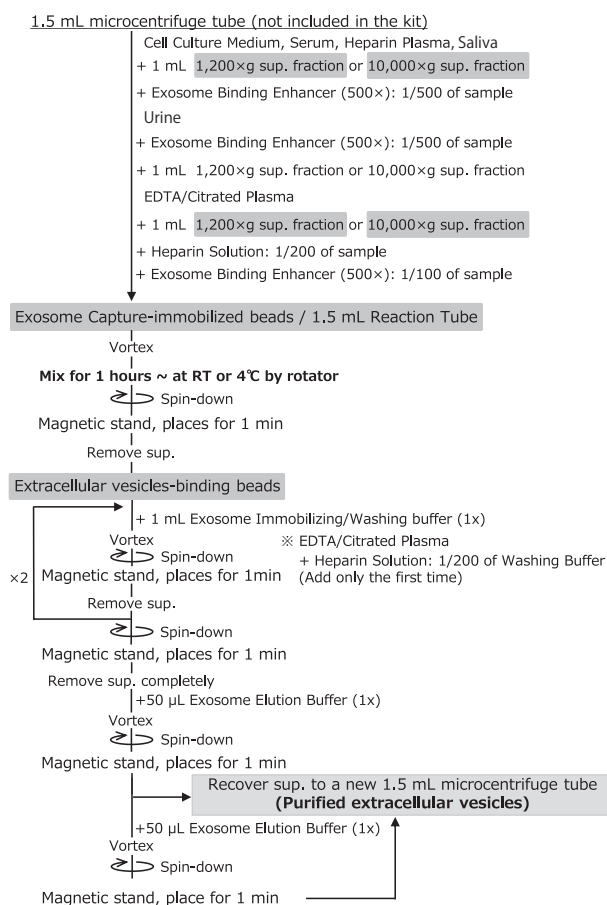 1.5 mL microcentrifuge tube (not included in the kit)
Cell Culture Medium, Serum, Heparin Plasma, Saliva
+ 1 mL 1,200×g sup. fraction or 10,000×g sup. fraction
+ Exosome Binding Enhancer (500×): 1/500 of sample
Urine
+ Exosome Binding Enhancer (500×): 1/500 of sample
+ 1 mL 1,200×g sup. fraction or 10,000×g sup. fraction
EDTA/Citrated Plasma
+ 1 mL 1,200×g sup. fraction or 10,000×g sup. fraction
+ Heparin Solution: 1/200 of sample
+ Exosome Binding Enhancer (500×): 1/100 of sample
Exosome Capture-immobilized beads / 1.5 mL Reaction Tube
Vortex
Mix for 1 hours ~ at RT or 4℃ by rotator
Spin-down
Magnetic stand, places for 1 min
Remove sup.
Extracellular vesicles-binding beads
+ 1 mL Exosome Immobilizing/Washing buffer (1x)
Vortex
※ EDTA/Citrated Plasma
+ Heparin Solution: 1/200 of Washing Buffer
(Add only the first time)
Spin-down
×2
Magnetic stand, places for 1min
Remove sup.
Spin-down
Magnetic stand, places for 1 min
Remove sup. completely
+50 µL Exosome Elution Buffer (1x)
Vortex
Spin-down
Magnetic stand, places for 1 min
Recover sup. to a new 1.5 mL microcentrifuge tube
(Purified extracellular vesicles)
+50 µL Exosome Elution Buffer (1x)
Vortex
Spin-down
Magnetic stand, place for 1 min